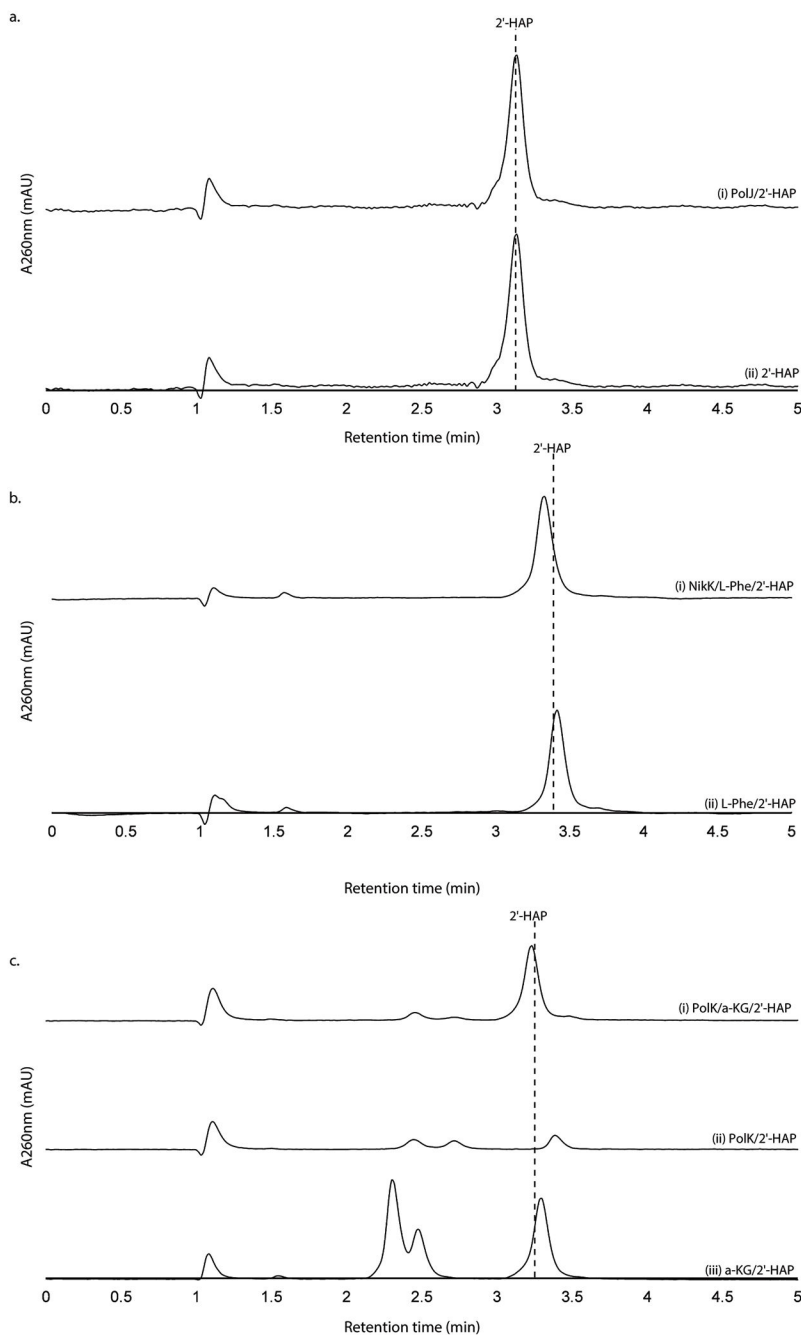 a.
2'-HAP
(i) PolJ/2'-HAP
A260nm (mAU)
(ii) 2'-HAP
0 0.5 1 1.5 2 2.5 3 3.5 4 4.5 5
Retention time (min)
2'-HAP
b.
(i) NikK/L-Phe/2'-HAP
A260nm (mAU)
(ii) L-Phe/2'-HAP
0 0.5 1 1.5 2 2.5 3 3.5 4 4.5 5
Retention time (min)
2'-HAP
c.
(i) PolK/a-KG/2'-HAP
(ii) PolK/2'-HAP
A260nm (mAU)
(iii) a-KG/2'-HAP
0 0.5 1 1.5 2 2.5 3 3.5 4 4.5 5
Retention time (min)